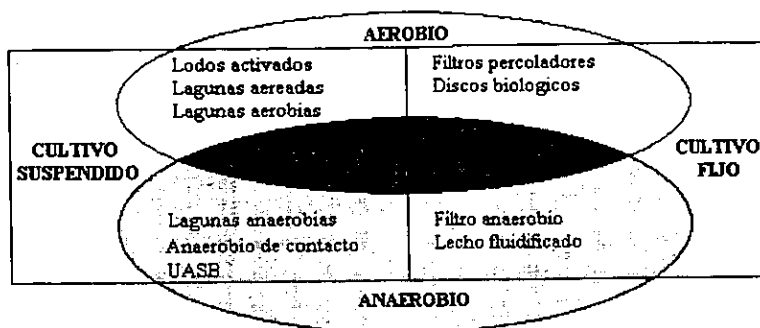 AEROBIO
Lodos activados
Lagunas aereadas
Lagunas aerobias
Filtros percoladores
Discos biologicos
CULTIVO
SUSPENDIDO
CULTIVO
FIJO
Lagunas anaerobias
Anaerobio de contacto
UASB
Filtro anaerobio
Lecho fluidificado
ANAEROBIO